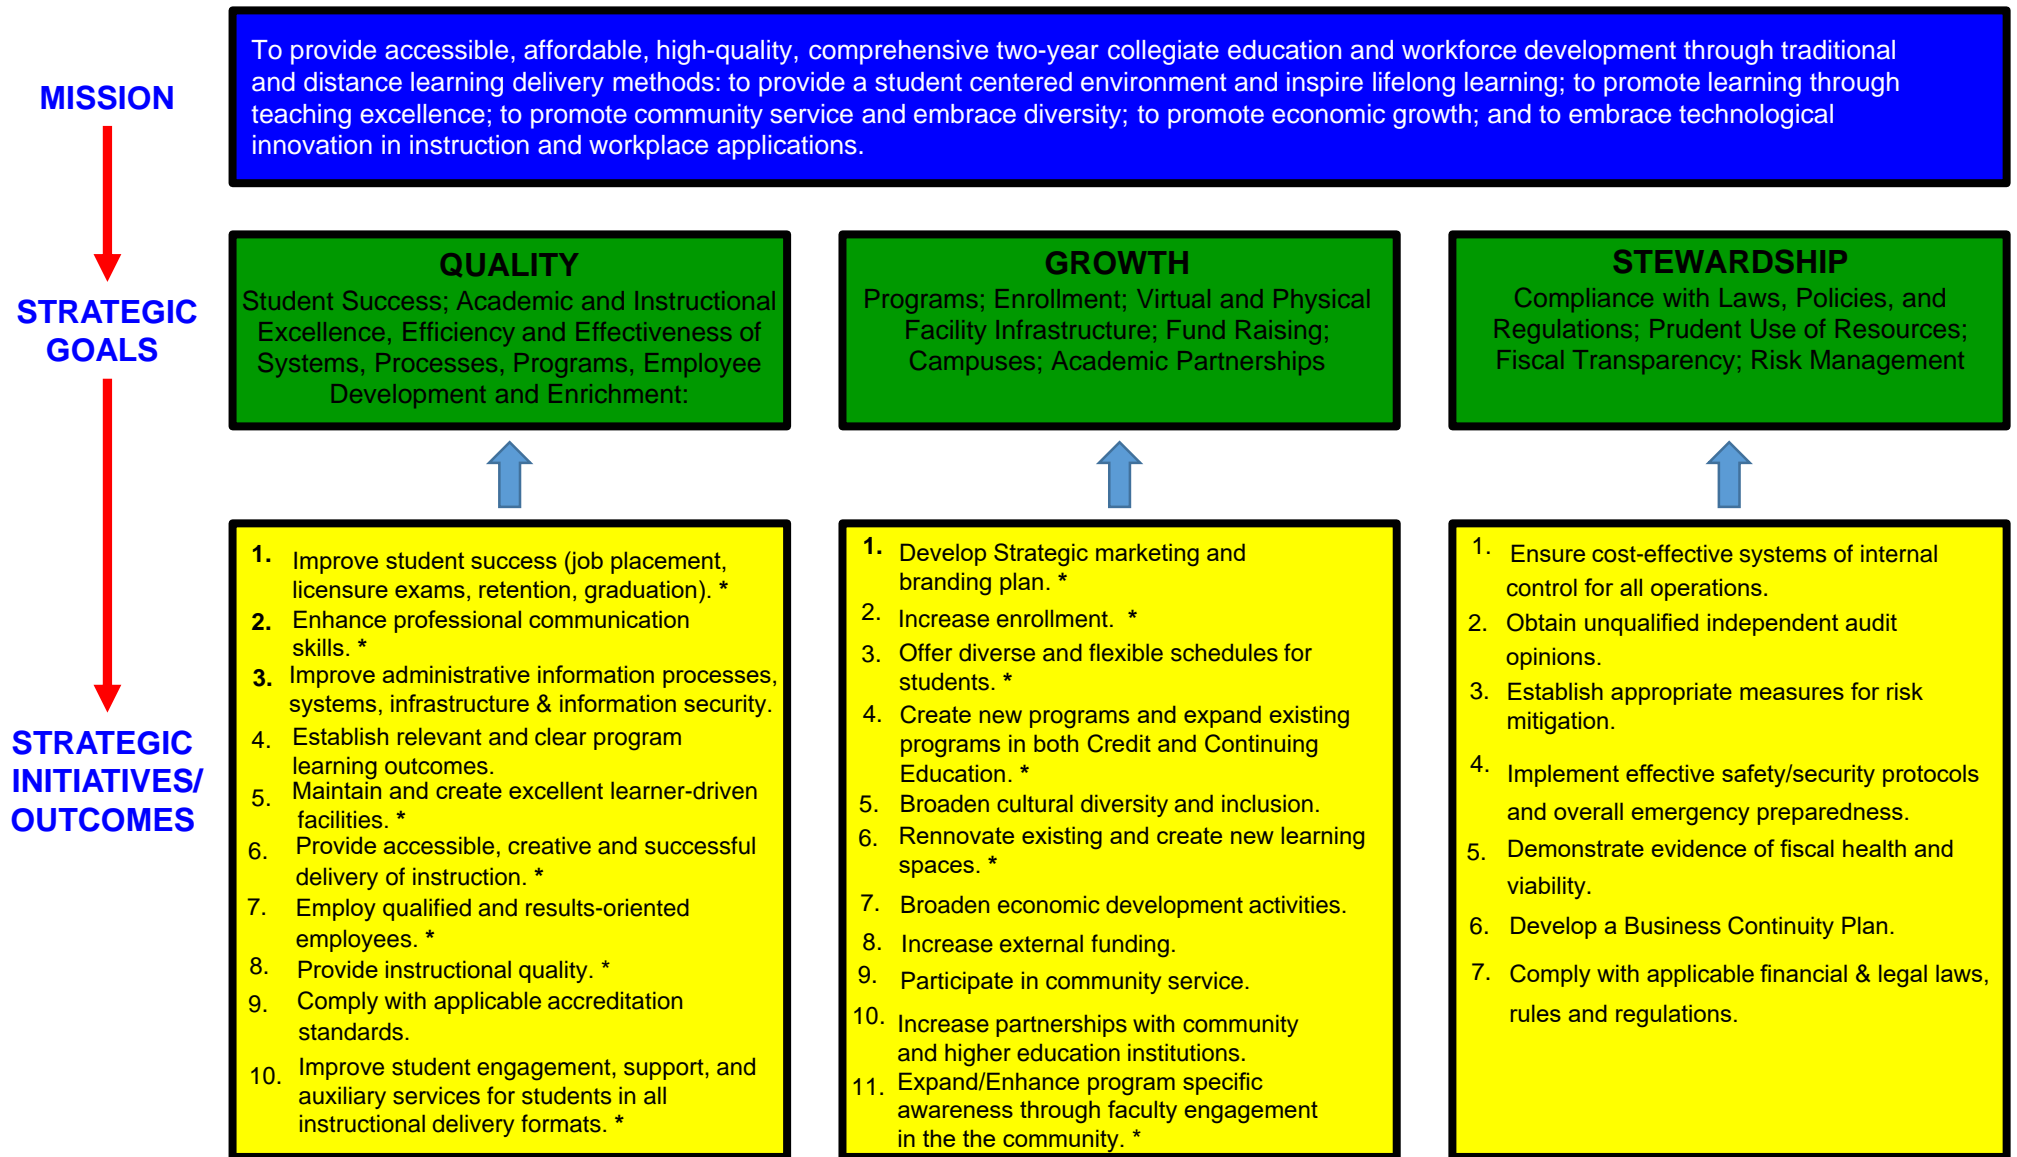 MISSION
To provide accessible, affordable, high-quality, comprehensive two-year collegiate education and workforce development through traditional
and distance learning delivery methods: to provide a student centered environment and inspire lifelong learning; to promote learning through
teaching excellence; to promote community service and embrace diversity; to promote economic growth; and to embrace technological
innovation in instruction and workplace applications.
STRATEGIC
GOALS
QUALITY
Student Success; Academic and Instructional
Excellence, Efficiency and Effectiveness of
Systems, Processes, Programs, Employee
Development and Enrichment:
GROWTH
Programs; Enrollment; Virtual and Physical
Facility Infrastructure; Fund Raising;
Campuses; Academic Partnerships
STEWARDSHIP
Compliance with Laws, Policies, and
Regulations; Prudent Use of Resources;
Fiscal Transparency; Risk Management
STRATEGIC
INITIATIVES/
OUTCOMES
1. Improve student success (job placement,
licensure exams, retention, graduation). *
2. Enhance professional communication
skills. *
3. Improve administrative information processes,
systems, infrastructure & information security.
4. Establish relevant and clear program
learning outcomes.
5. Maintain and create excellent learner-driven
facilities. *
6. Provide accessible, creative and successful
delivery of instruction. *
7. Employ qualified and results-oriented
employees. *
8. Provide instructional quality. *
9. Comply with applicable accreditation
standards.
10. Improve student engagement, support, and
auxiliary services for students in all
instructional delivery formats. *
1. Develop Strategic marketing and
branding plan. *
2. Increase enrollment. *
3. Offer diverse and flexible schedules for
students. *
4. Create new programs and expand existing
programs in both Credit and Continuing
Education. *
5. Broaden cultural diversity and inclusion.
6. Rennovate existing and create new learning
spaces. *
7. Broaden economic development activities.
8. Increase external funding.
9. Participate in community service.
10. Increase partnerships with community
and higher education institutions.
11. Expand/Enhance program specific
awareness through faculty engagement
in the the community. *
1. Ensure cost-effective systems of internal
control for all operations.
2. Obtain unqualified independent audit
opinions.
3. Establish appropriate measures for risk
mitigation.
4. Implement effective safety/security protocols
and overall emergency preparedness.
5. Demonstrate evidence of fiscal health and
viability.
6. Develop a Business Continuity Plan.
7. Comply with applicable financial & legal laws,
rules and regulations.